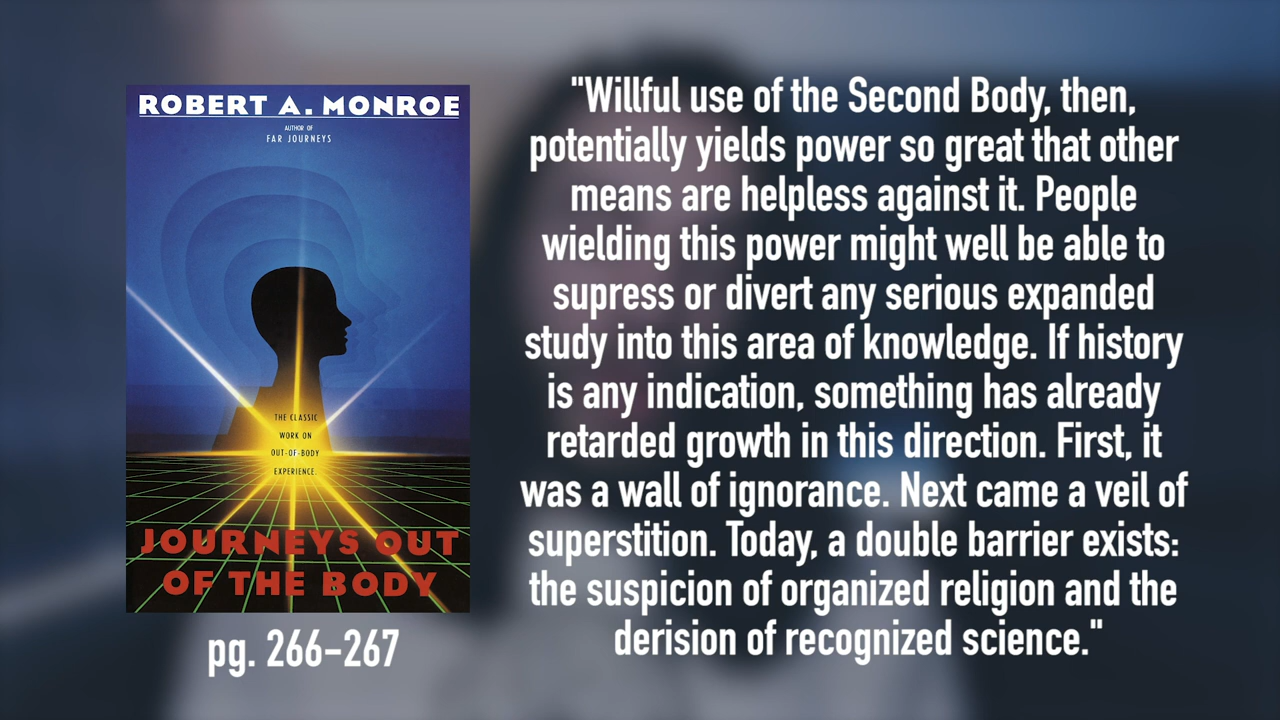 ROBERT A. MONROE
AUTHOR OF
FAR JOURNEYS
THE CLASSIC
WORK ON
OUT-OF-BODY
EXPERIENCE.
JOURNEYS OUT
OF THE BODY
pg. 266-267
"Willful use of the Second Body, then,
potentially yields power so great that other
means are helpless against it. People
wielding this power might well be able to
supress or divert any serious expanded
study into this area of knowledge. If history
is any indication, something has already
retarded growth in this direction. First, it
was a wall of ignorance. Next came a veil of
superstition. Today, a double barrier exists:
the suspicion of organized religion and the
derision of recognized science."